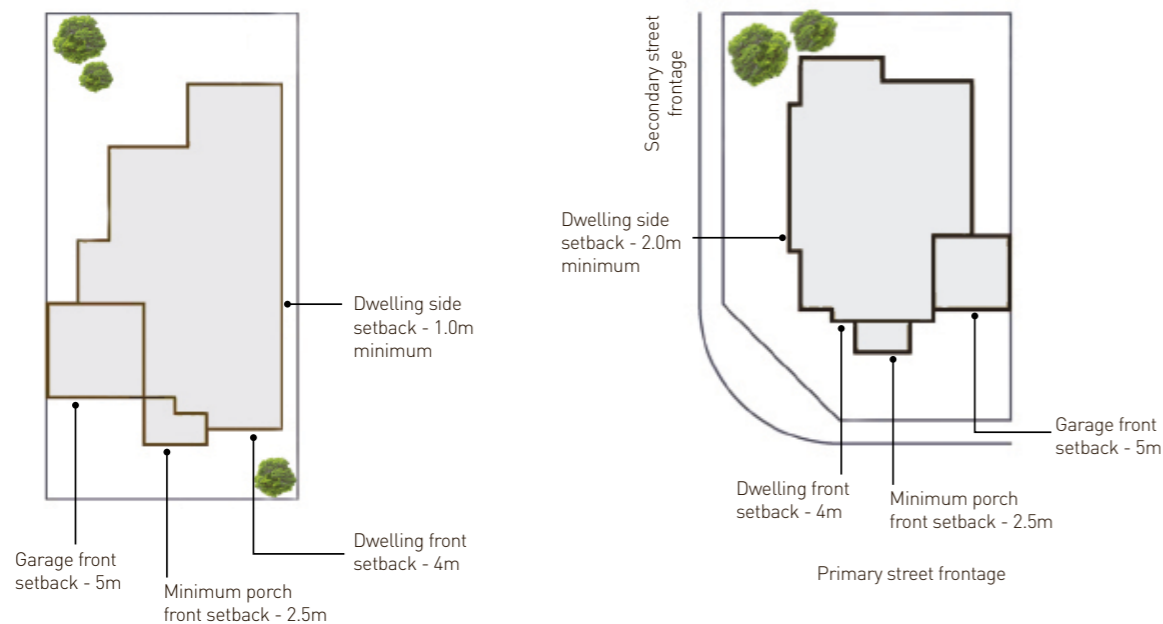 Dwelling side
setback - 1.0m
minimum
Garage front
setback - 5m
Minimum porch
front setback - 2.5m
Dwelling front
setback - 4m
Secondary street
frontage
Dwelling side
setback - 2.0m
minimum
Dwelling front
setback - 4m
Minimum porch
front setback - 2.5m
Garage front
setback - 5m
Primary street frontage